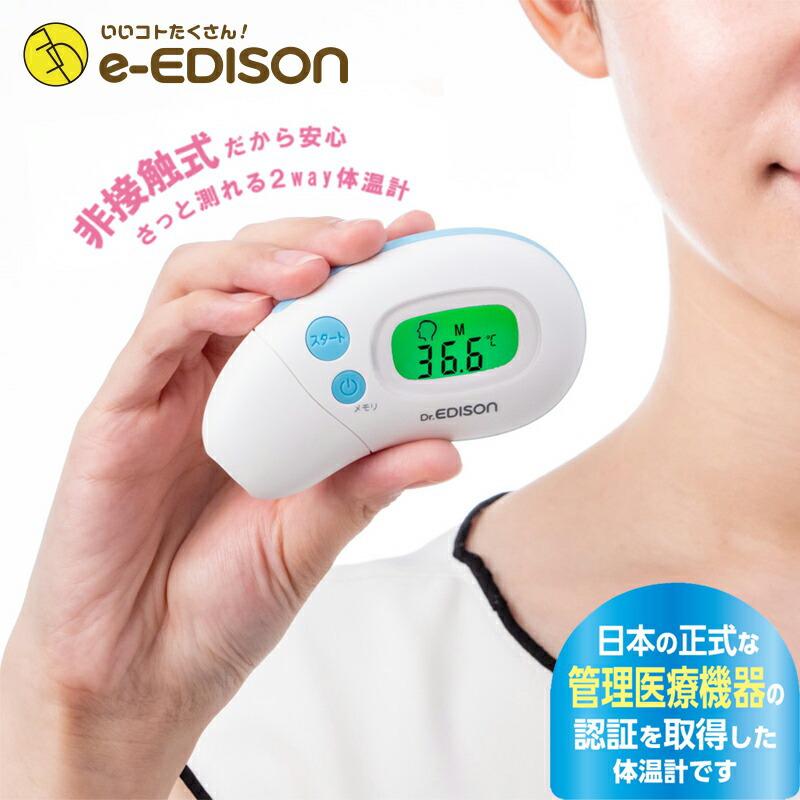 いいコトたくさん!
e-EDISON
非接触式だから安心
さっと測れる2way体温計
スタート
メモリ
M
36.6℃
Dr.EDISON
日本の正式な
管理医療機器の
認証を取得した
体温計です